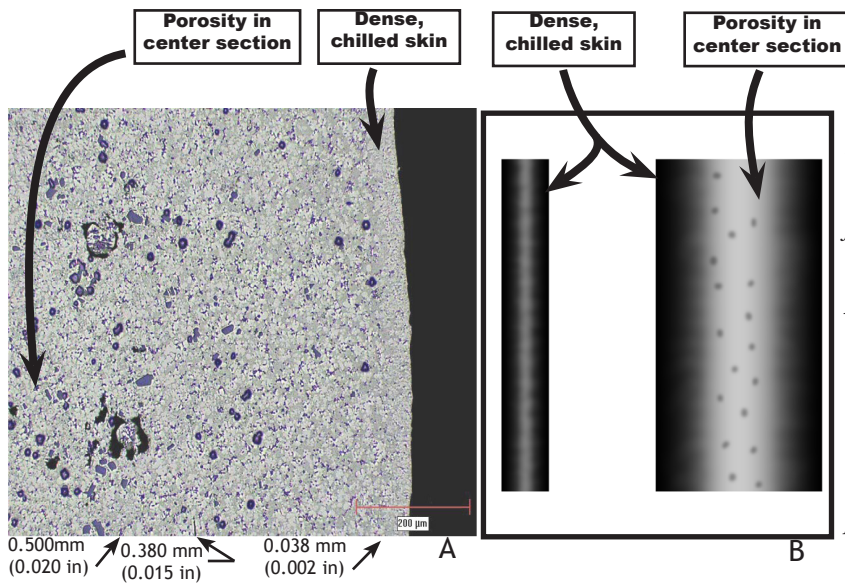 Porosity in
center section
Dense,
chilled skin
Dense,
chilled skin
Porosity in
center section
200 µm
0.500mm
(0.020 in)
0.380 mm
(0.015 in)
0.038 mm
(0.002 in)
A
B